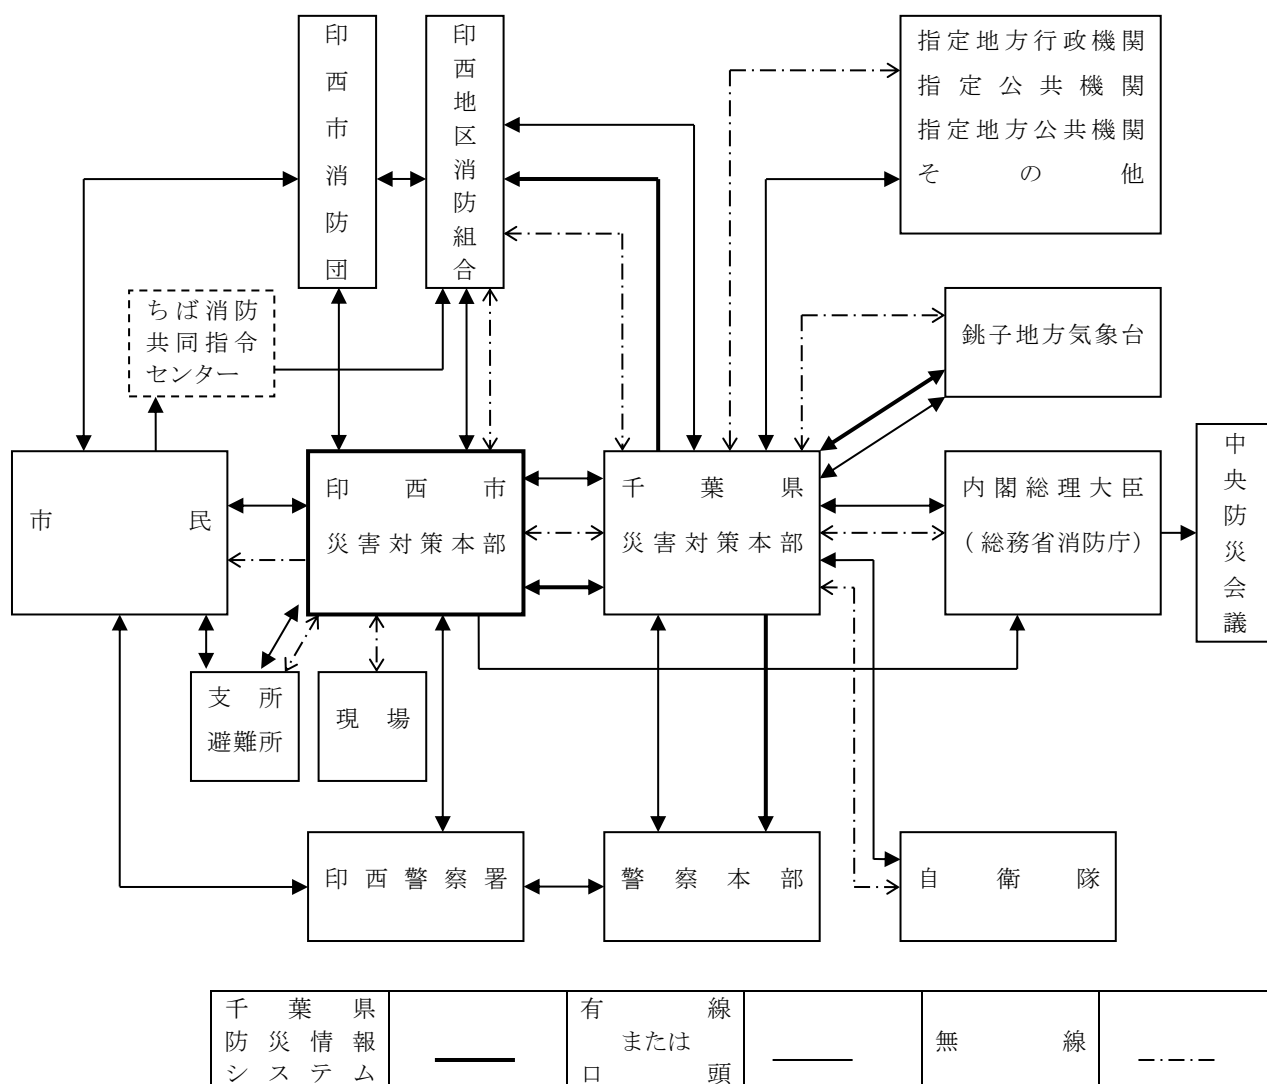 印西市消防団
印西地区消防組合
指定地方行政機関
指定公共機関
指定地方公共機関
その他
ちば消防
共同指令
センター
銚子地方気象台
市民
印西市
災害対策本部
千葉県
災害対策本部
内閣総理大臣
(総務省消防庁)
中央防災会議
支所
避難所
現場
印西警察署
警察本部
自衛隊
千葉県
防災情報
システム
有線
または
口頭
無線